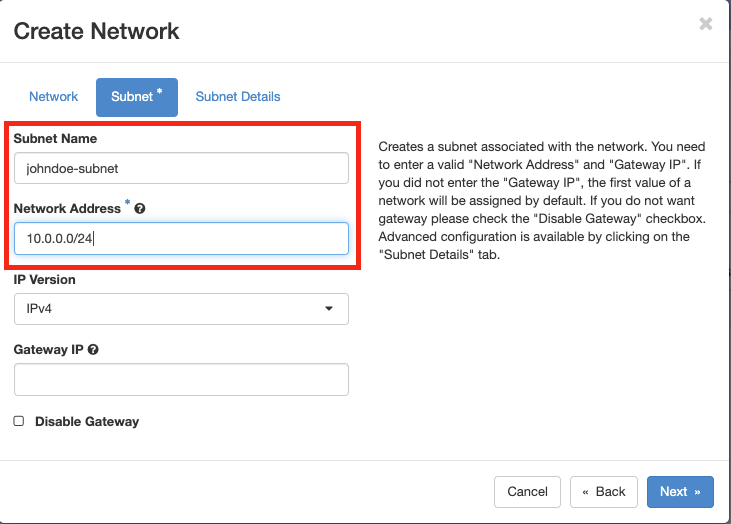 Create Network
×
Network
Subnet *
Subnet Details
Subnet Name
johndoe-subnet
Network Address * ?
10.0.0.0/24
IP Version
IPv4
Gateway IP ?
Disable Gateway
Creates a subnet associated with the network. You need
to enter a valid "Network Address" and "Gateway IP". If
you did not enter the "Gateway IP", the first value of a
network will be assigned by default. If you do not want
gateway please check the "Disable Gateway" checkbox.
Advanced configuration is available by clicking on the
"Subnet Details" tab.
Cancel
« Back
Next »